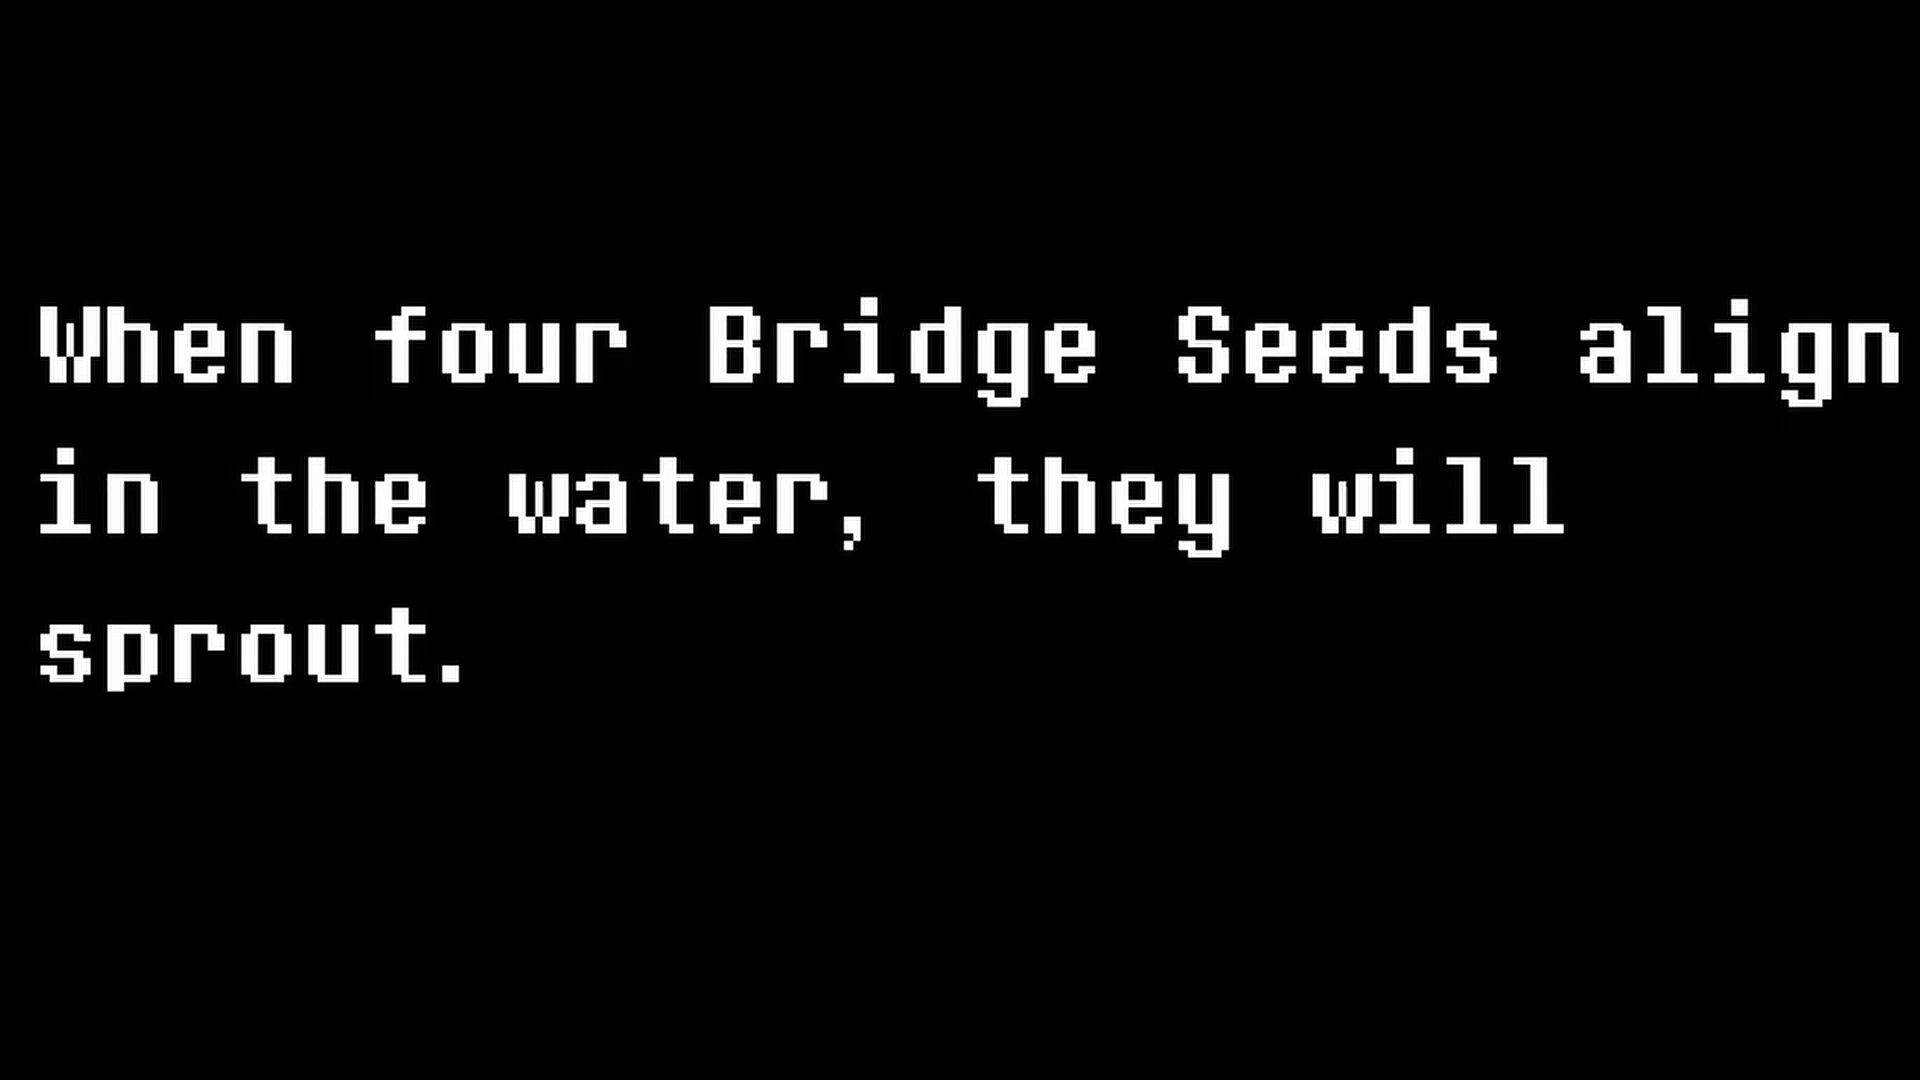 When four Bridge Seeds align
in the water, they will
sprout.